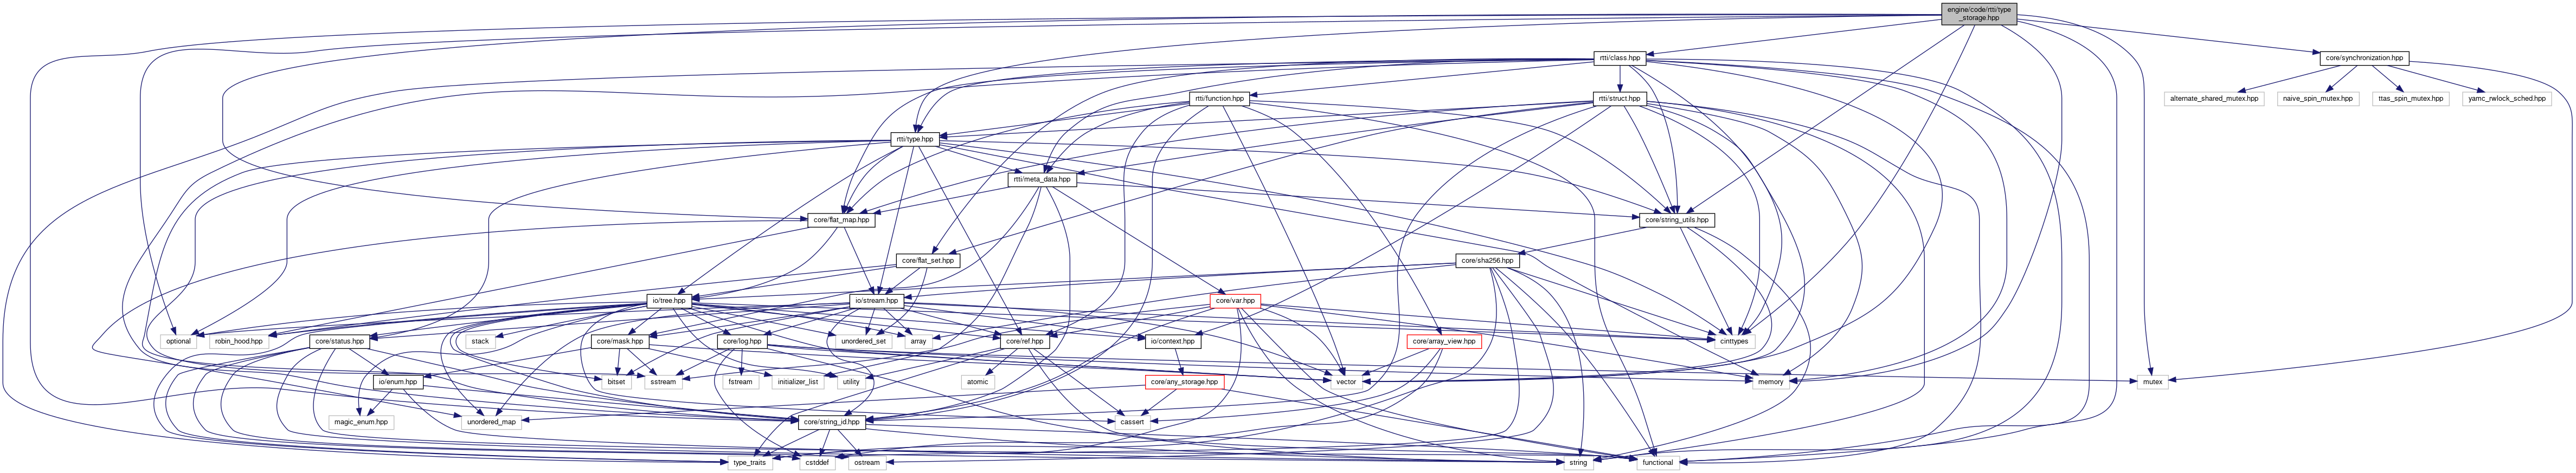 engine/code/rtti/type
_storage.hpp
rtti/class.hpp
core/synchronization.hpp
rtti/function.hpp
rtti/struct.hpp
alternate_shared_mutex.hpp
naive_spin_mutex.hpp
ttas_spin_mutex.hpp
yamc_rwlock_sched.hpp
rtti/type.hpp
rtti/meta_data.hpp
core/flat_map.hpp
core/string_utils.hpp
core/flat_set.hpp
core/sha256.hpp
io/tree.hpp
io/stream.hpp
core/var.hpp
optional
robin_hood.hpp
core/status.hpp
stack
core/mask.hpp
core/log.hpp
unordered_set
array
core/ref.hpp
io/context.hpp
core/array_view.hpp
cinttypes
io/enum.hpp
bitset
sstream
fstream
initializer_list
utility
atomic
core/any_storage.hpp
vector
memory
mutex
magic_enum.hpp
unordered_map
core/string_id.hpp
cassert
type_traits
cstddef
ostream
string
functional